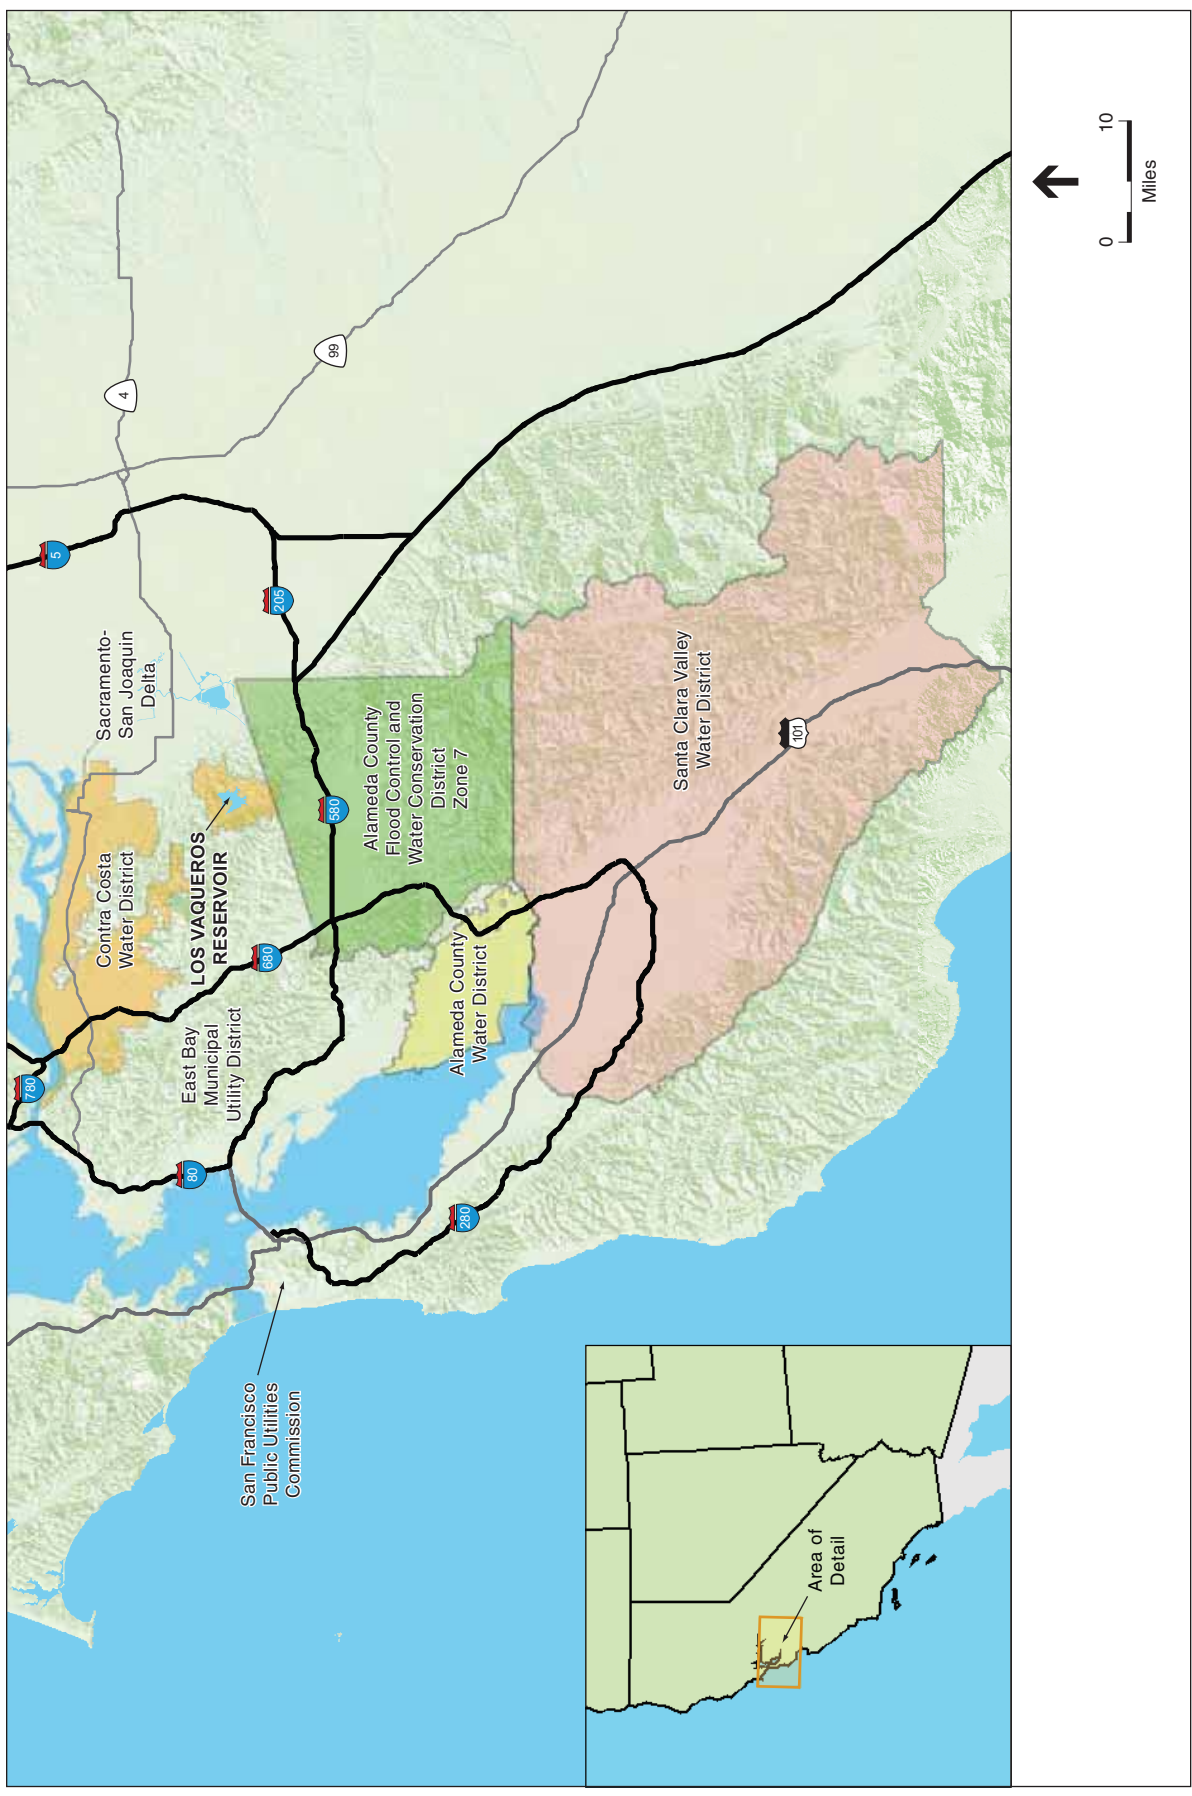 780
80
680
580
205
5
4
99
280
101
San Francisco
Public Utilities
Commission
East Bay
Municipal
Utility District
Contra Costa
Water District
LOS VAQUEROS
RESERVOIR
Sacramento-
San Joaquin
Delta
Alameda County
Flood Control and
Water Conservation
District
Zone 7
Alameda County
Water District
Santa Clara Valley
Water District
Area of
Detail
0
10
Miles